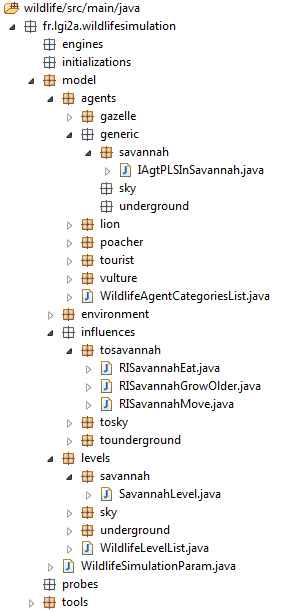 wildlife/src/main/java
fr.lgi2a.wildlifesimulation
engines
initializations
model
agents
gazelle
generic
savannah
IAgtPLSInSavannah.java
sky
underground
lion
poacher
tourist
vulture
WildlifeAgentCategoriesList.java
environment
influences
tosavannah
RISavannahEat.java
RISavannahGrowOlder.java
RISavannahMove.java
tosky
tounderground
levels
savannah
SavannahLevel.java
sky
underground
WildlifeLevelList.java
WildlifeSimulationParam.java
probes
tools